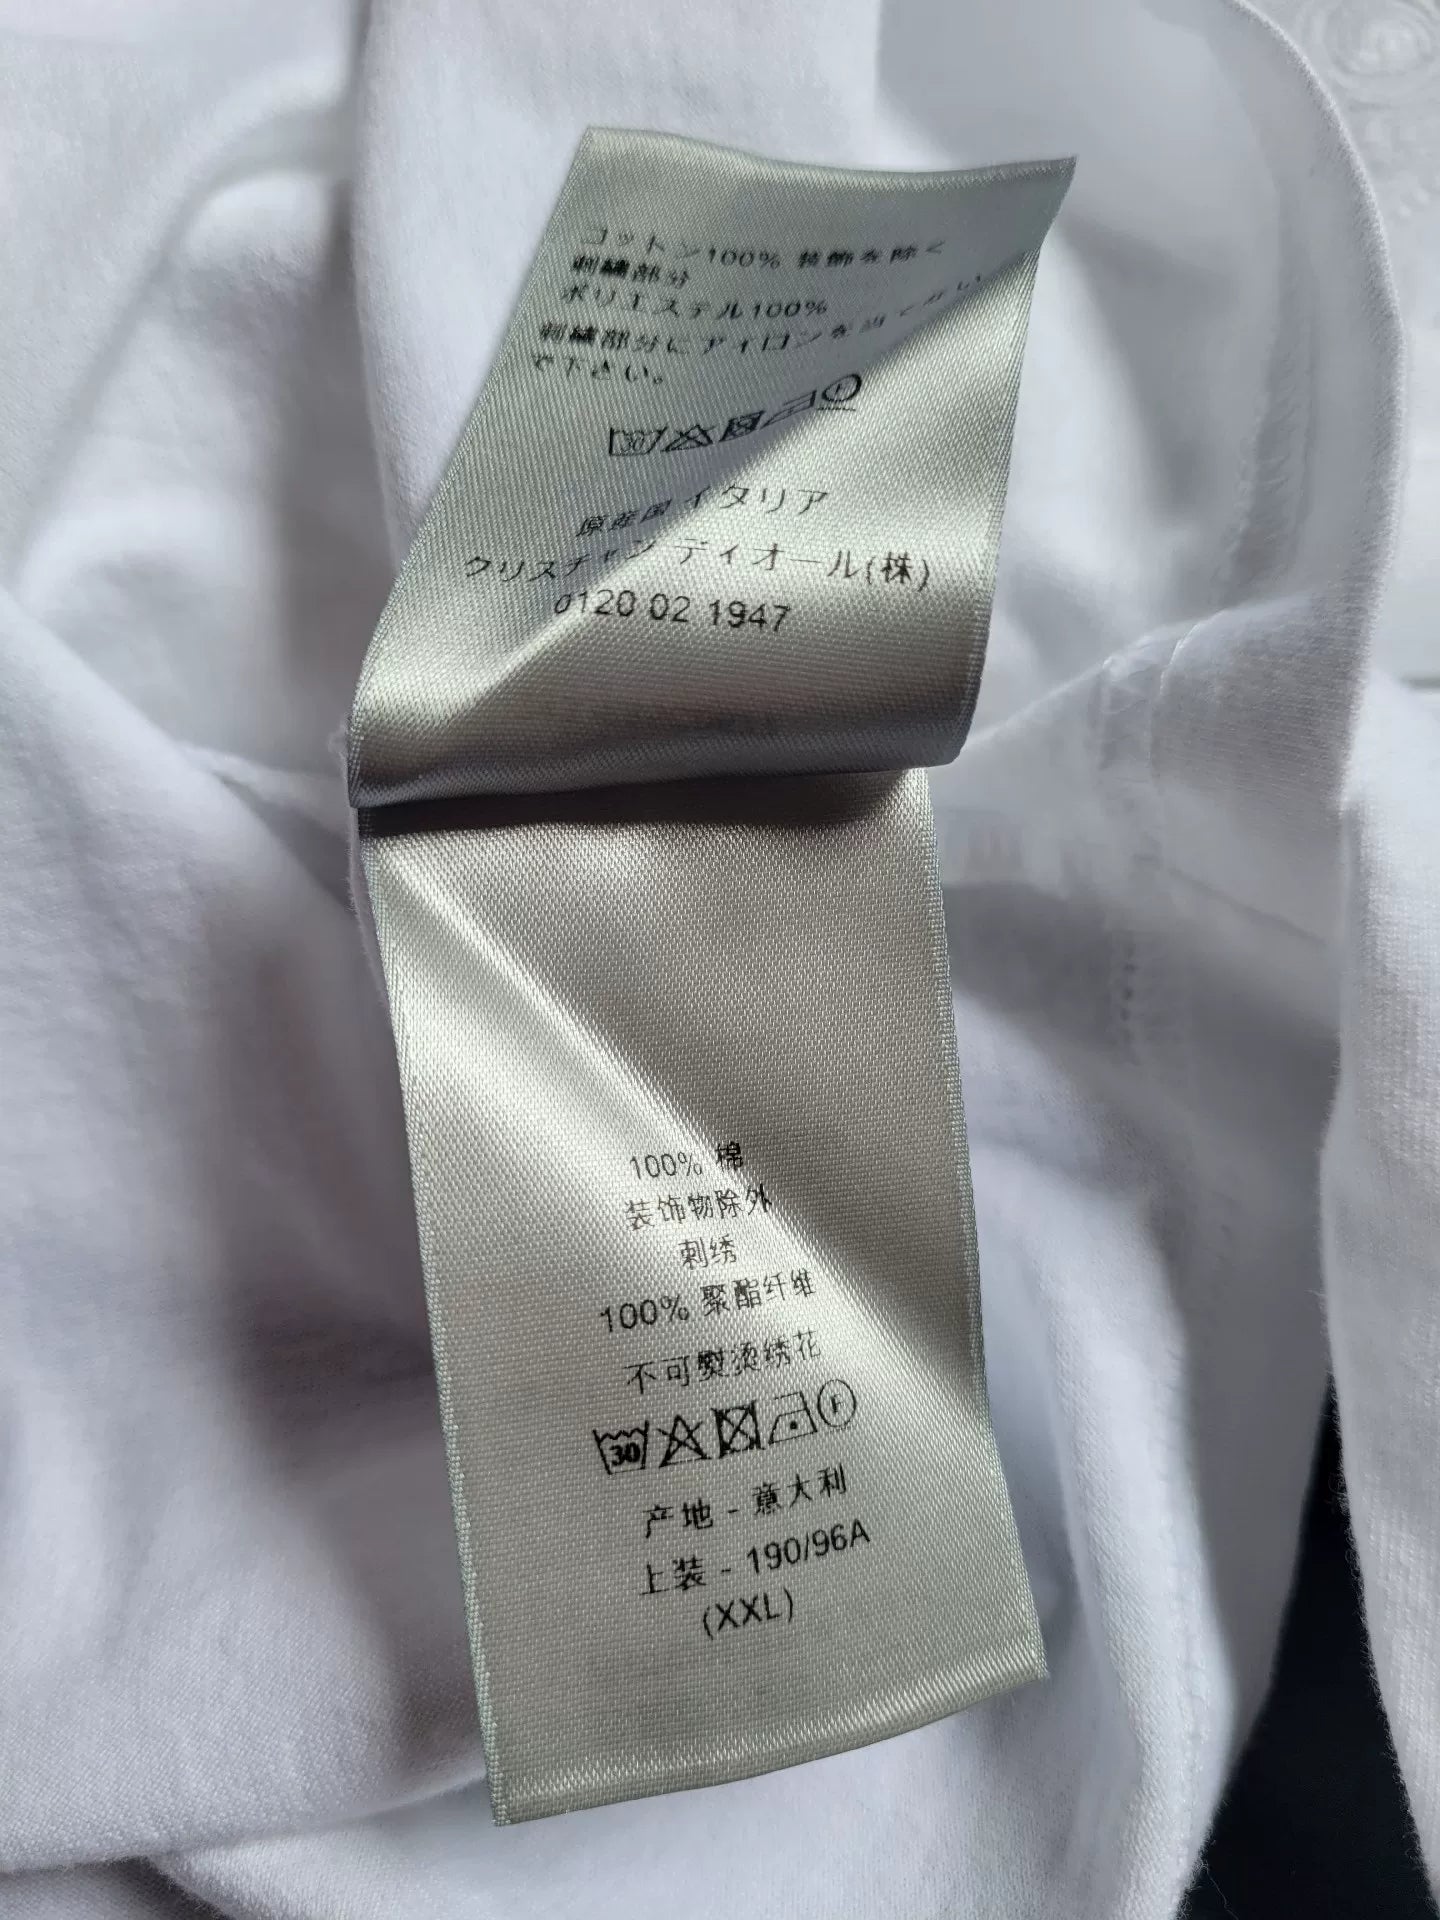 コットン100% 装飾を除く
刺繍部分
ポリエステル100%
刺繍部分にアイロンを当てない
で下さい。
30
原産国 イタリア
クリスチャン ディオール(株)
0120 02 1947
100% 棉
装饰物除外
刺绣
100% 聚酯纤维
不可熨烫绣花
30 F
产地 - 意大利
上装 - 190/96A
(XXL)